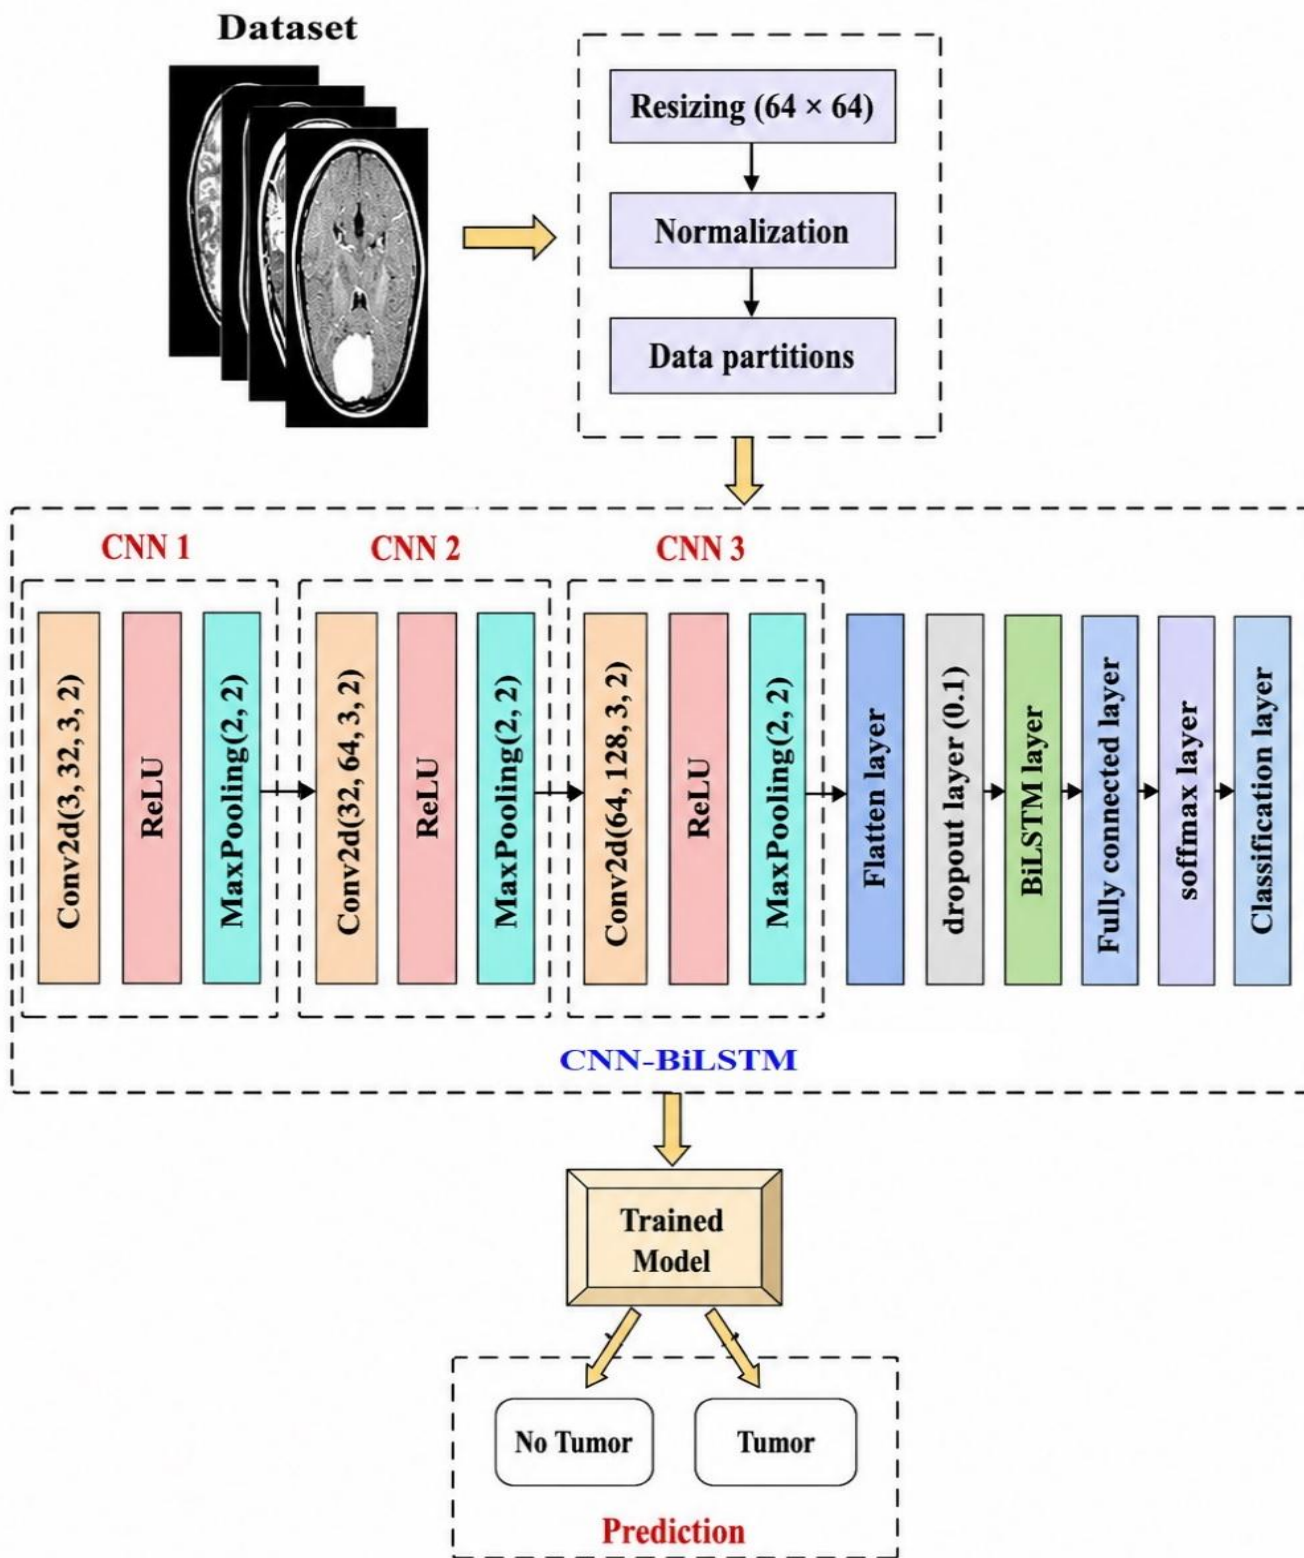 Dataset
Resizing (64 × 64)
Normalization
Data partitions
CNN 1
CNN 2
CNN 3
Conv2d(3, 32, 3, 2)
ReLU
MaxPooling(2, 2)
Conv2d(32, 64, 3, 2)
ReLU
MaxPooling(2, 2)
Conv2d(64, 128, 3, 2)
ReLU
MaxPooling(2, 2)
Flatten layer
dropout layer (0.1)
BiLSTM layer
Fully connected layer
soffmax layer
Classification layer
CNN-BiLSTM
Trained
Model
No Tumor
Tumor
Prediction